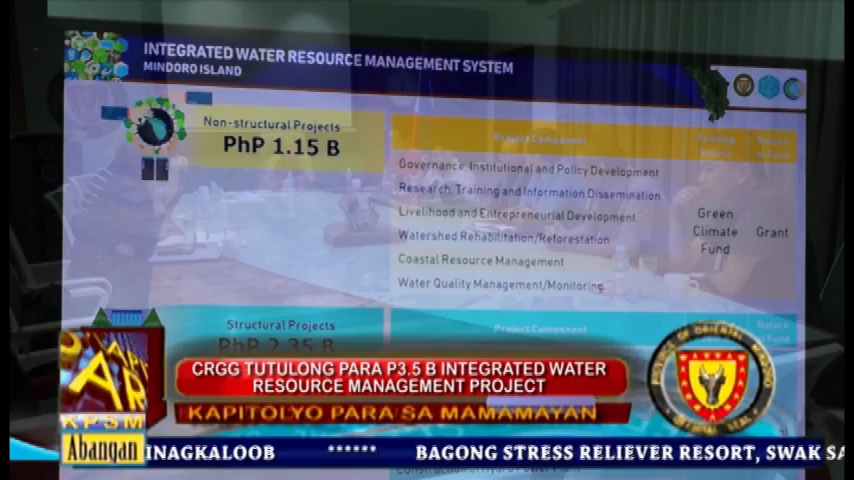 INTEGRATED WATER RESOURCE MANAGEMENT SYSTEM
MINDORO ISLAND
Non-structural Projects
PhP 1.15 B
Project Component
Governance, Institutional and Policy Development
Research, Training and Information Dissemination
Livelihood and Entrepreneurial Development
Watershed Rehabilitation/Reforestation
Coastal Resource Management
Water Quality Management/Monitoring
Green
Climate
Fund
Grant
Structural Projects
PhP 2.35 B
Project Component
Nature
CRGG TUTULONG PARA P3.5 B INTEGRATED WATER
RESOURCE MANAGEMENT PROJECT
KAPITOLYO PARA SA MAMAMAYAN
KPSM
Abangan
INAGKALOOB ****** BAGONG STRESS RELIEVER RESORT, SWAK SA